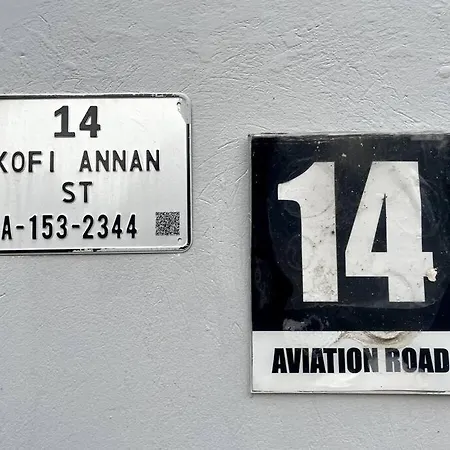 14
KOFI ANNAN
ST
A-153-2344
14
AVIATION ROAD